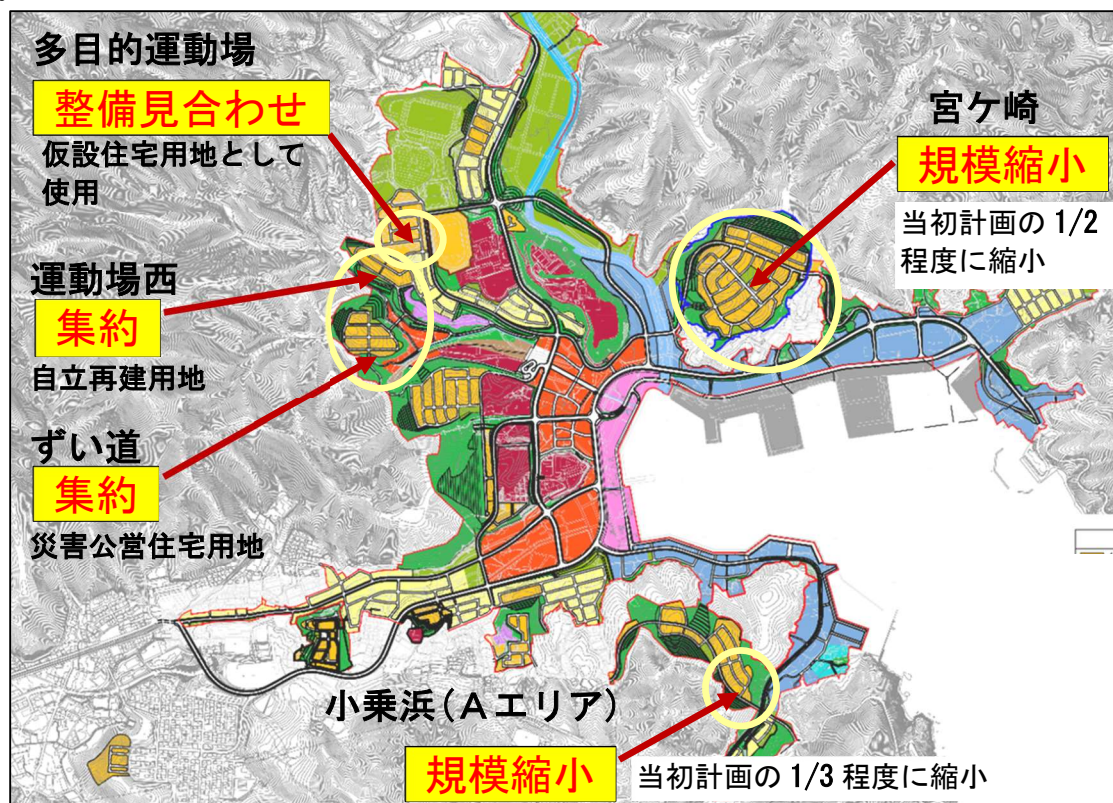 多目的運動場
整備見合わせ
仮設住宅用地として
使用
運動場西
集約
自立再建用地
ずい道
集約
災害公営住宅用地
宮ケ崎
規模縮小
当初計画の 1/2
程度に縮小
小乗浜(Aエリア)
規模縮小
当初計画の 1/3 程度に縮小